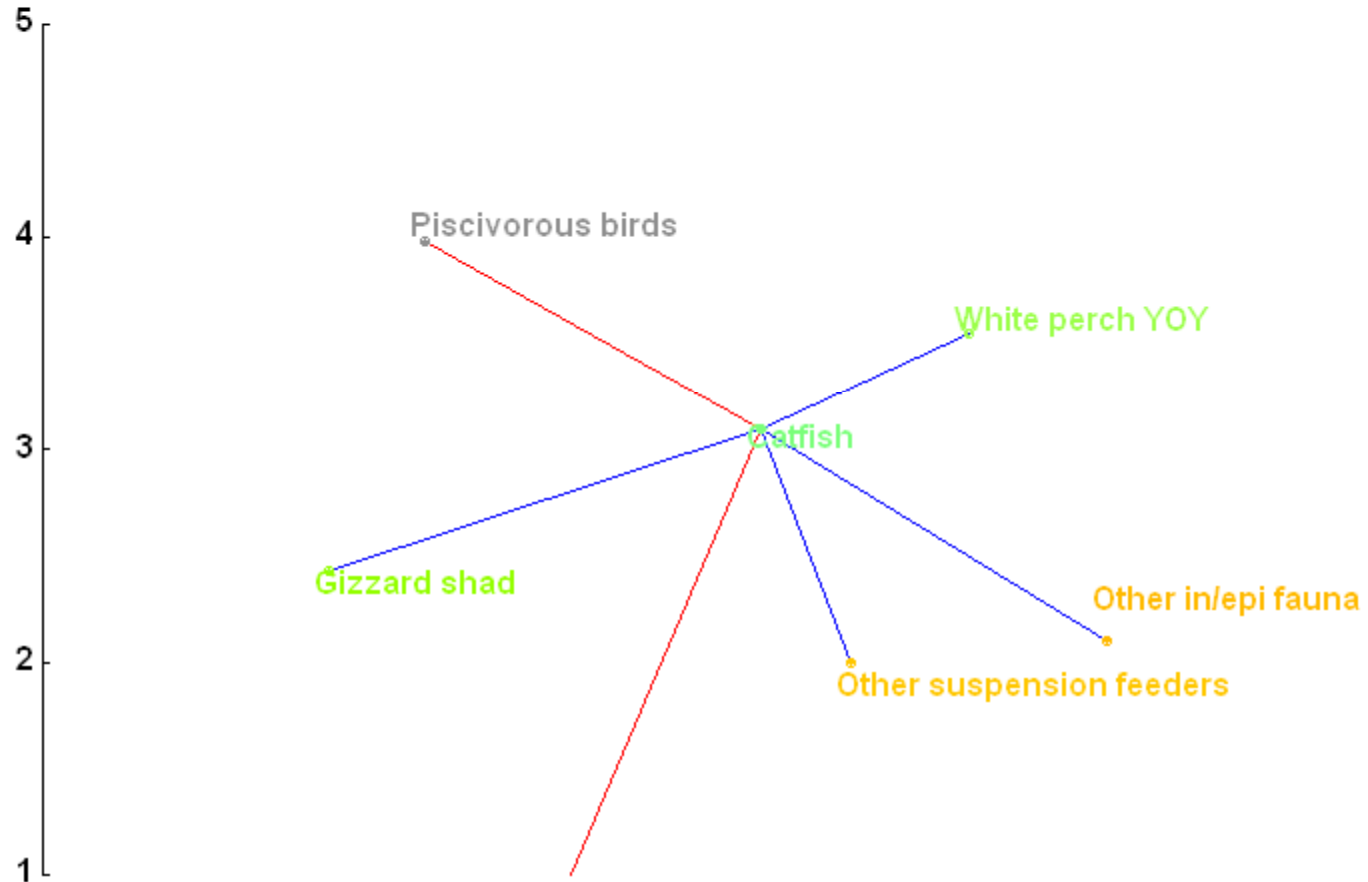 5
Piscivorous birds
4
White perch YOY
Catfish
3
Gizzard shad
Other in/epi fauna
2
Other suspension feeders
1